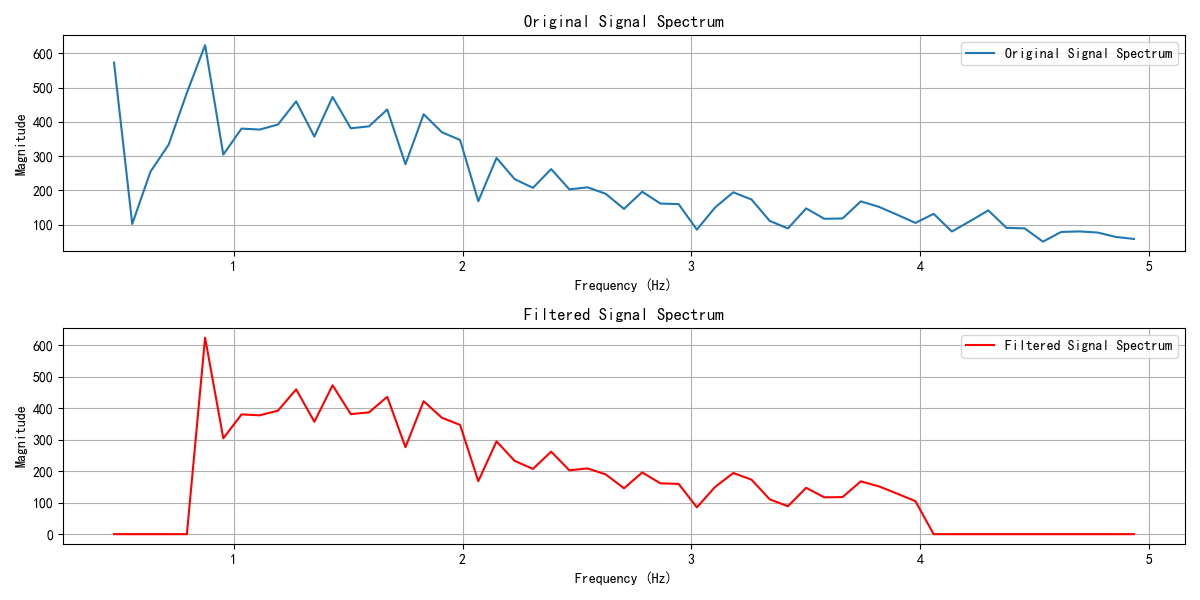 Original Signal Spectrum
Original Signal Spectrum
600
500
400
300
200
100
Magnitude
1 2 3 4 5
Frequency (Hz)
Filtered Signal Spectrum
Filtered Signal Spectrum
600
500
400
300
200
100
0
Magnitude
1 2 3 4 5
Frequency (Hz)